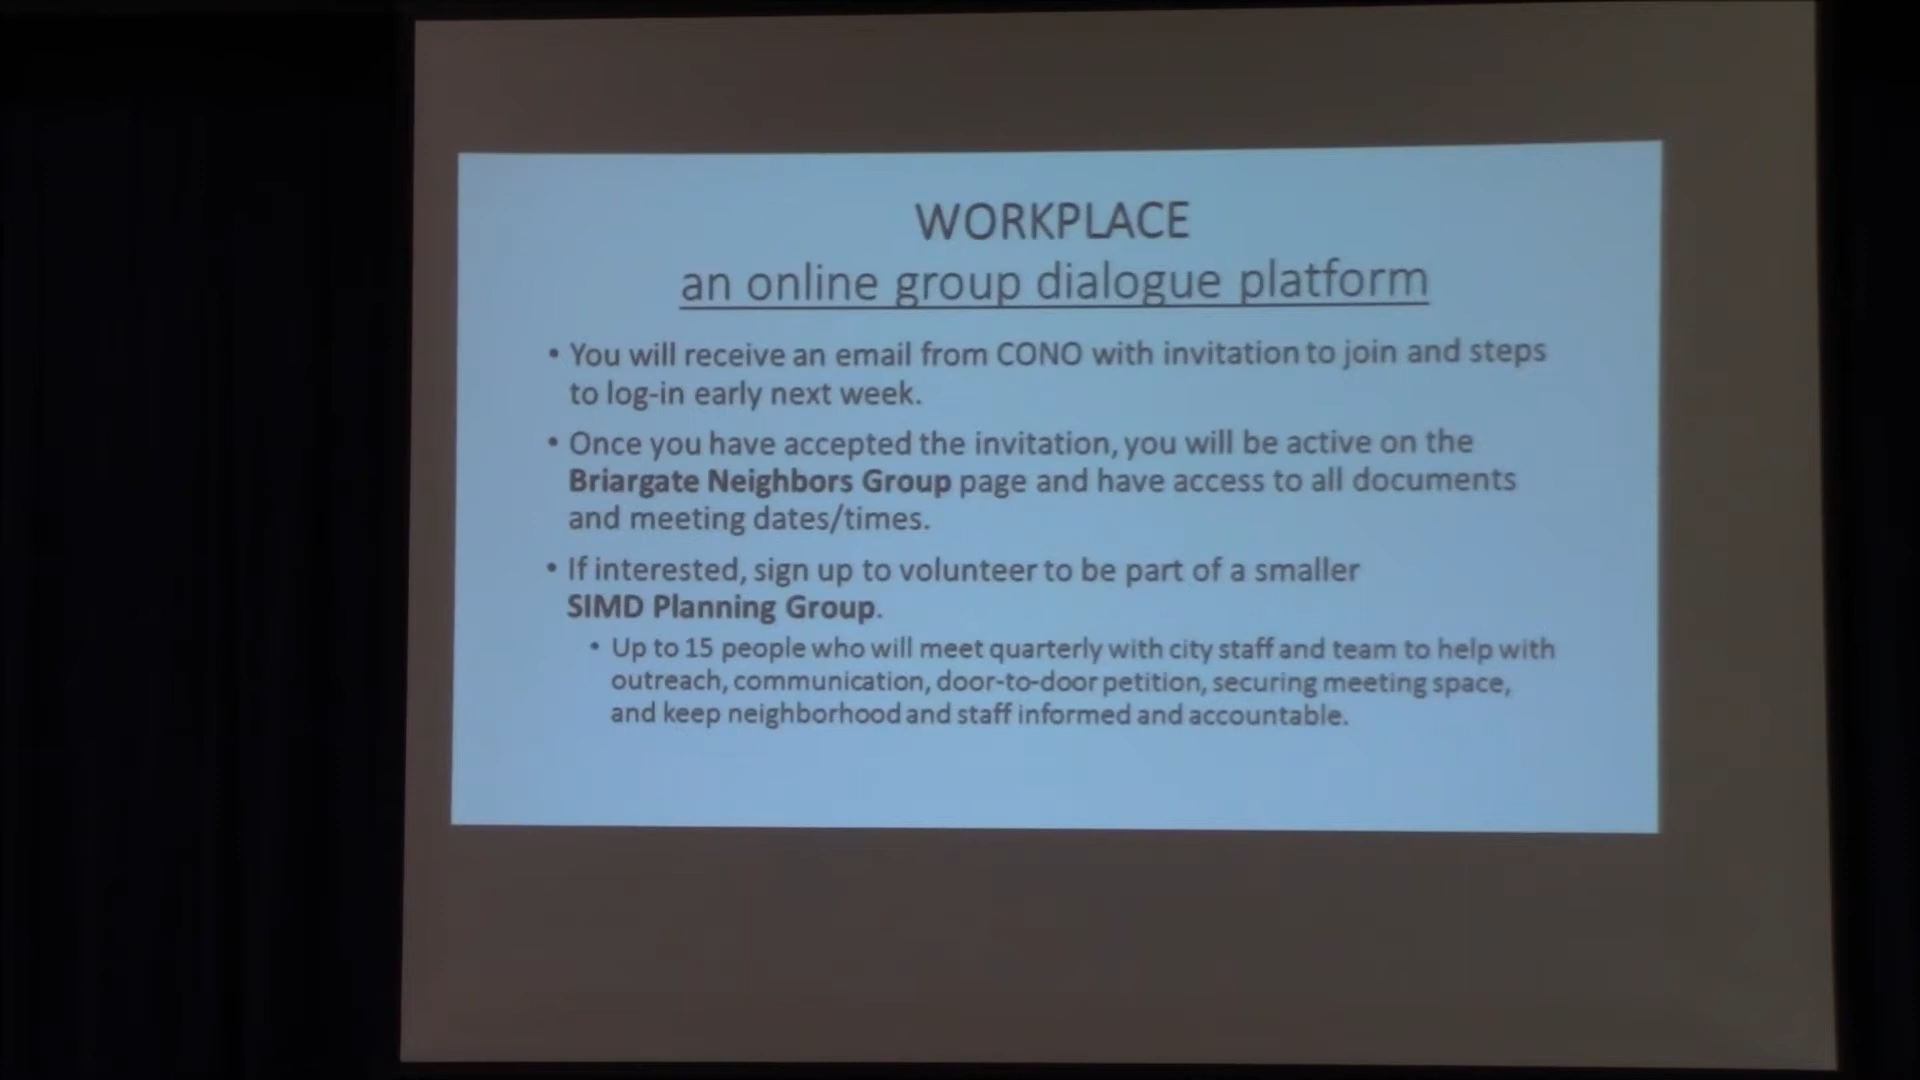 WORKPLACE
an online group dialogue platform
• You will receive an email from CONO with invitation to join and steps
to log-in early next week.
• Once you have accepted the invitation, you will be active on the
Briargate Neighbors Group page and have access to all documents
and meeting dates/times.
• If interested, sign up to volunteer to be part of a smaller
SIMD Planning Group.
• Up to 15 people who will meet quarterly with city staff and team to help with
outreach, communication, door-to-door petition, securing meeting space,
and keep neighborhood and staff informed and accountable.